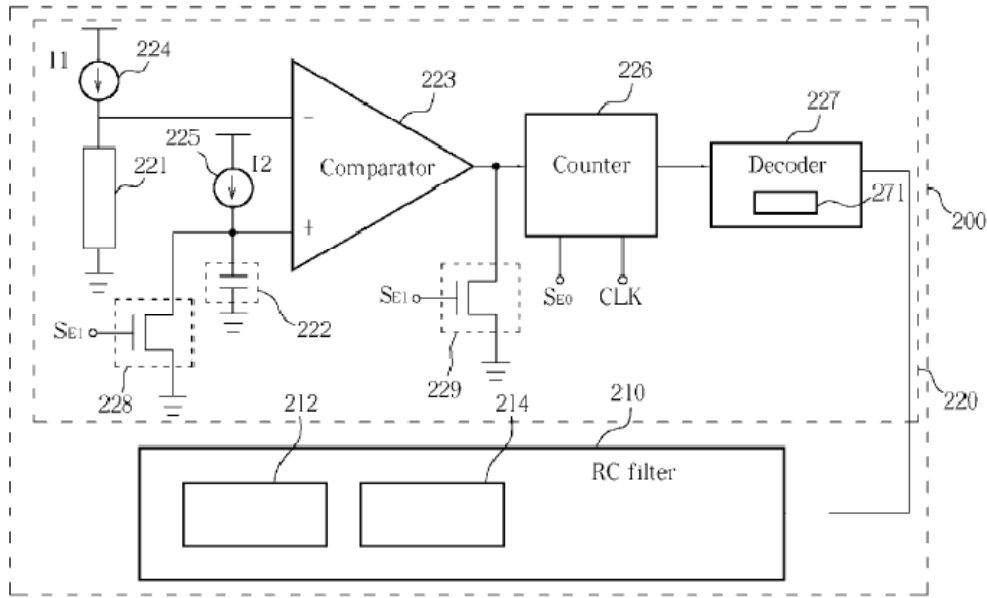 I1
224
223
226
227
225
I2
−
221
Comparator
Counter
Decoder
271
200
+
SE1
222
SE0
CLK
SE1
228
229
220
212
214
210
RC filter